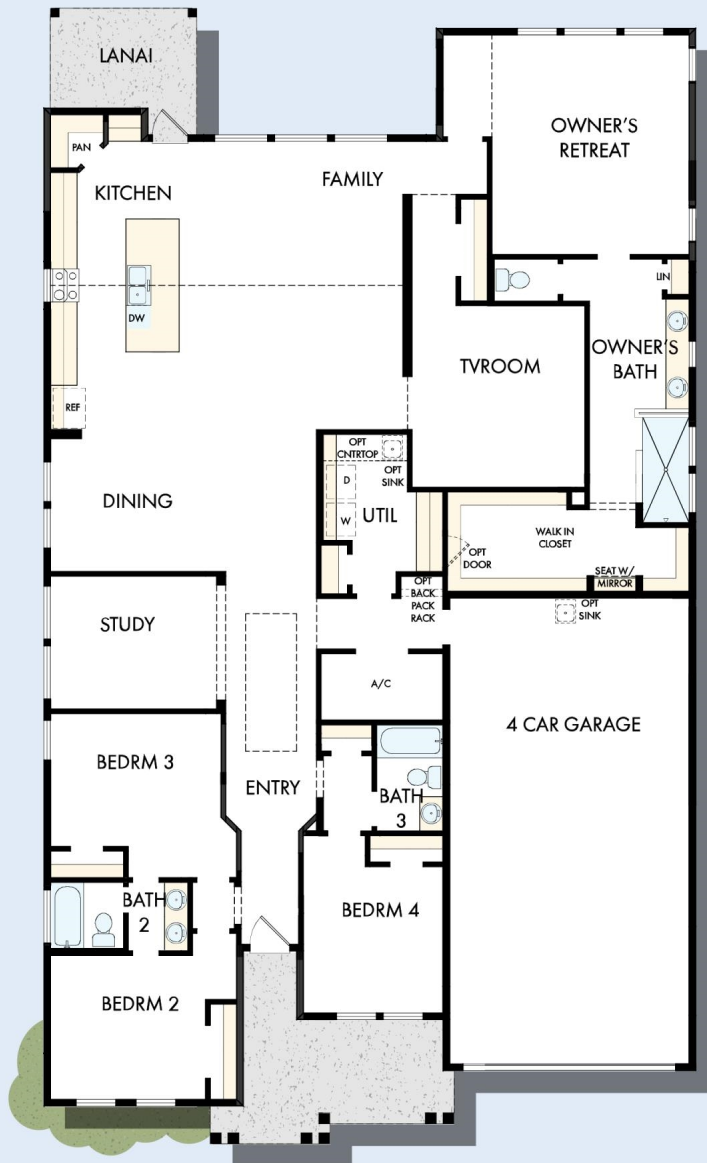 LANAI
OWNER'S
RETREAT
PAN
KITCHEN
FAMILY
LIN
DW
TVROOM
OWNER'S
BATH
REF
OPT
CNTRTOP
OPT
SINK
D
W
UTIL
DINING
WALK IN
CLOSET
OPT
DOOR
SEAT W/
MIRROR
OPT
BACK
PACK
RACK
OPT
SINK
STUDY
A/C
4 CAR GARAGE
BEDRM 3
ENTRY
BATH
3
BATH
2
BEDRM 4
BEDRM 2